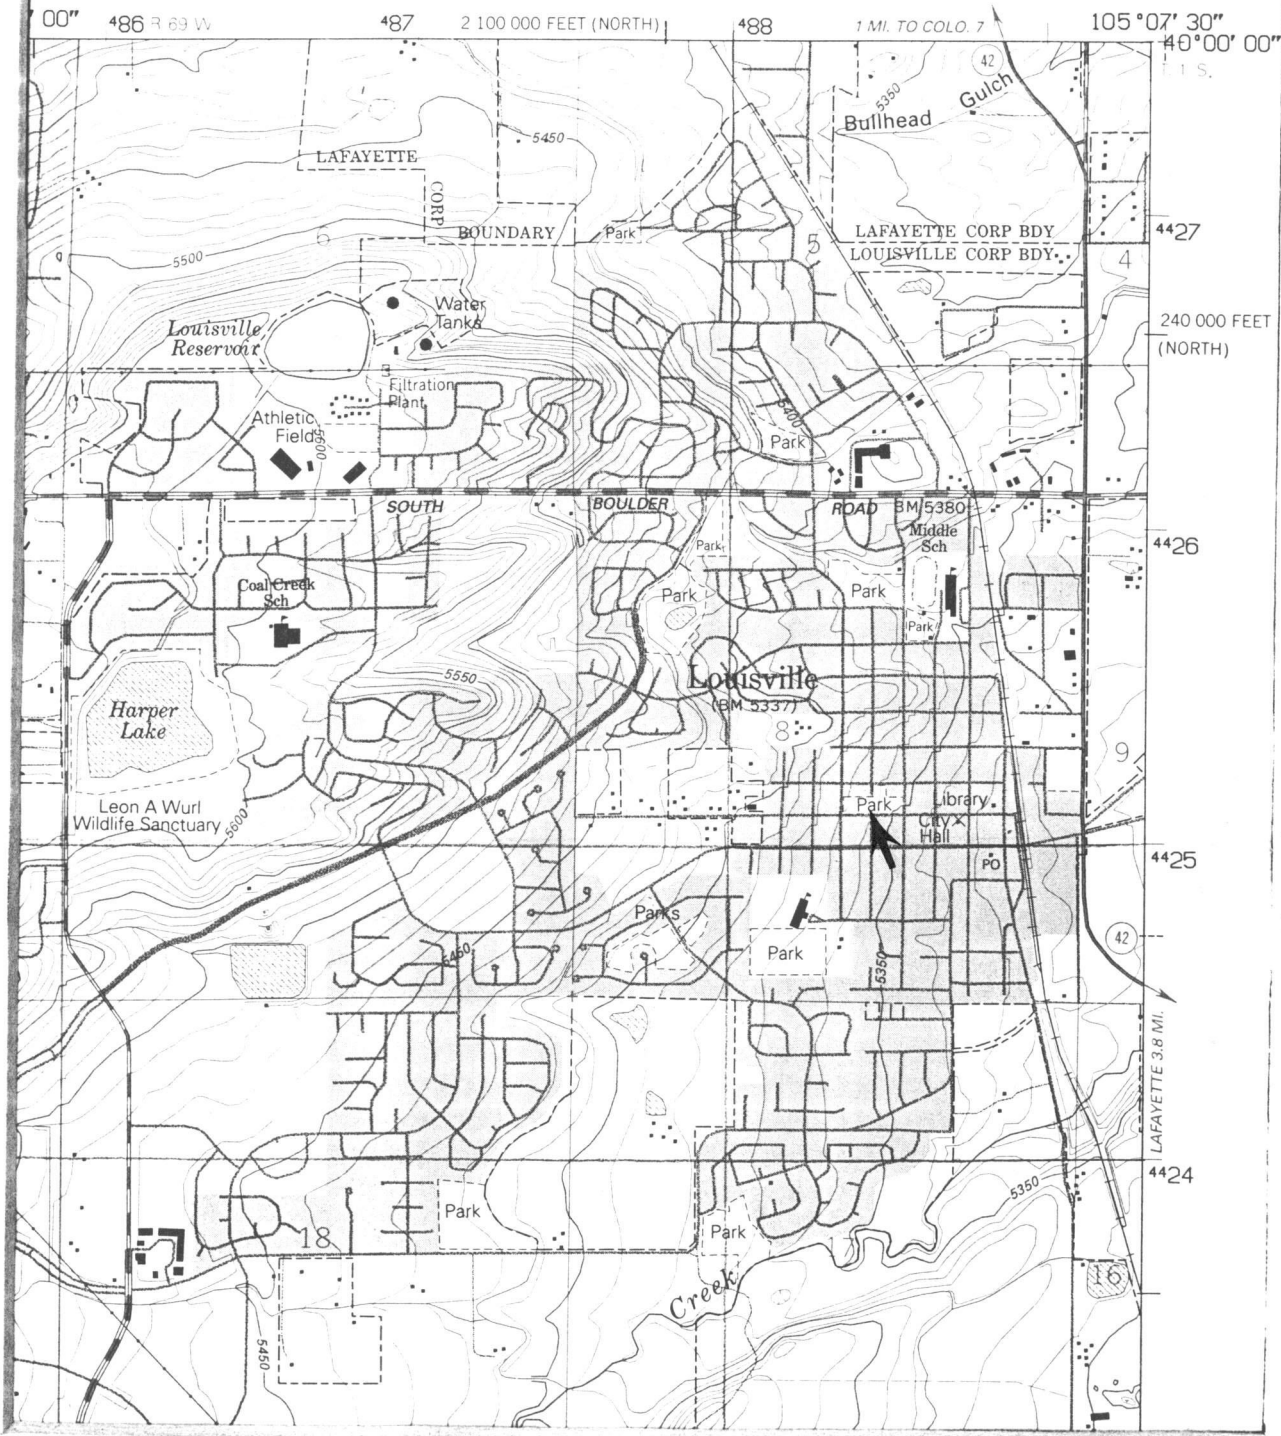 ' 00"
486 R 69 W
487
2 100 000 FEET (NORTH)
488
1 MI. TO COLO. 7
105°07' 30"
40°00' 00"
T. 1 S.
42
5350
Gulch
Bullhead
5450
LAFAYETTE
CORP
BOUNDARY
Park
6
5
LAFAYETTE CORP BDY
LOUISVILLE CORP BDY
4427
4
5500
Water
Tanks
Louisville
Reservoir
240 000 FEET
(NORTH)
Filtration
Plant
Athletic
Field
5600
5400
Park
SOUTH
BOULDER
ROAD
BM 5380
Middle
Sch
4426
Park
Coal Creek
Sch
Park
Park
Park
5550
Louisville
(BM 5337)
Harper
Lake
8
7
9
Leon A Wurl
Wildlife Sanctuary
5600
Park
Library
City
Hall
PO
4425
Parks
Park
5450
5350
42
LAFAYETTE 3.8 MI.
4424
5350
Park
Park
18
Creek
16
5450